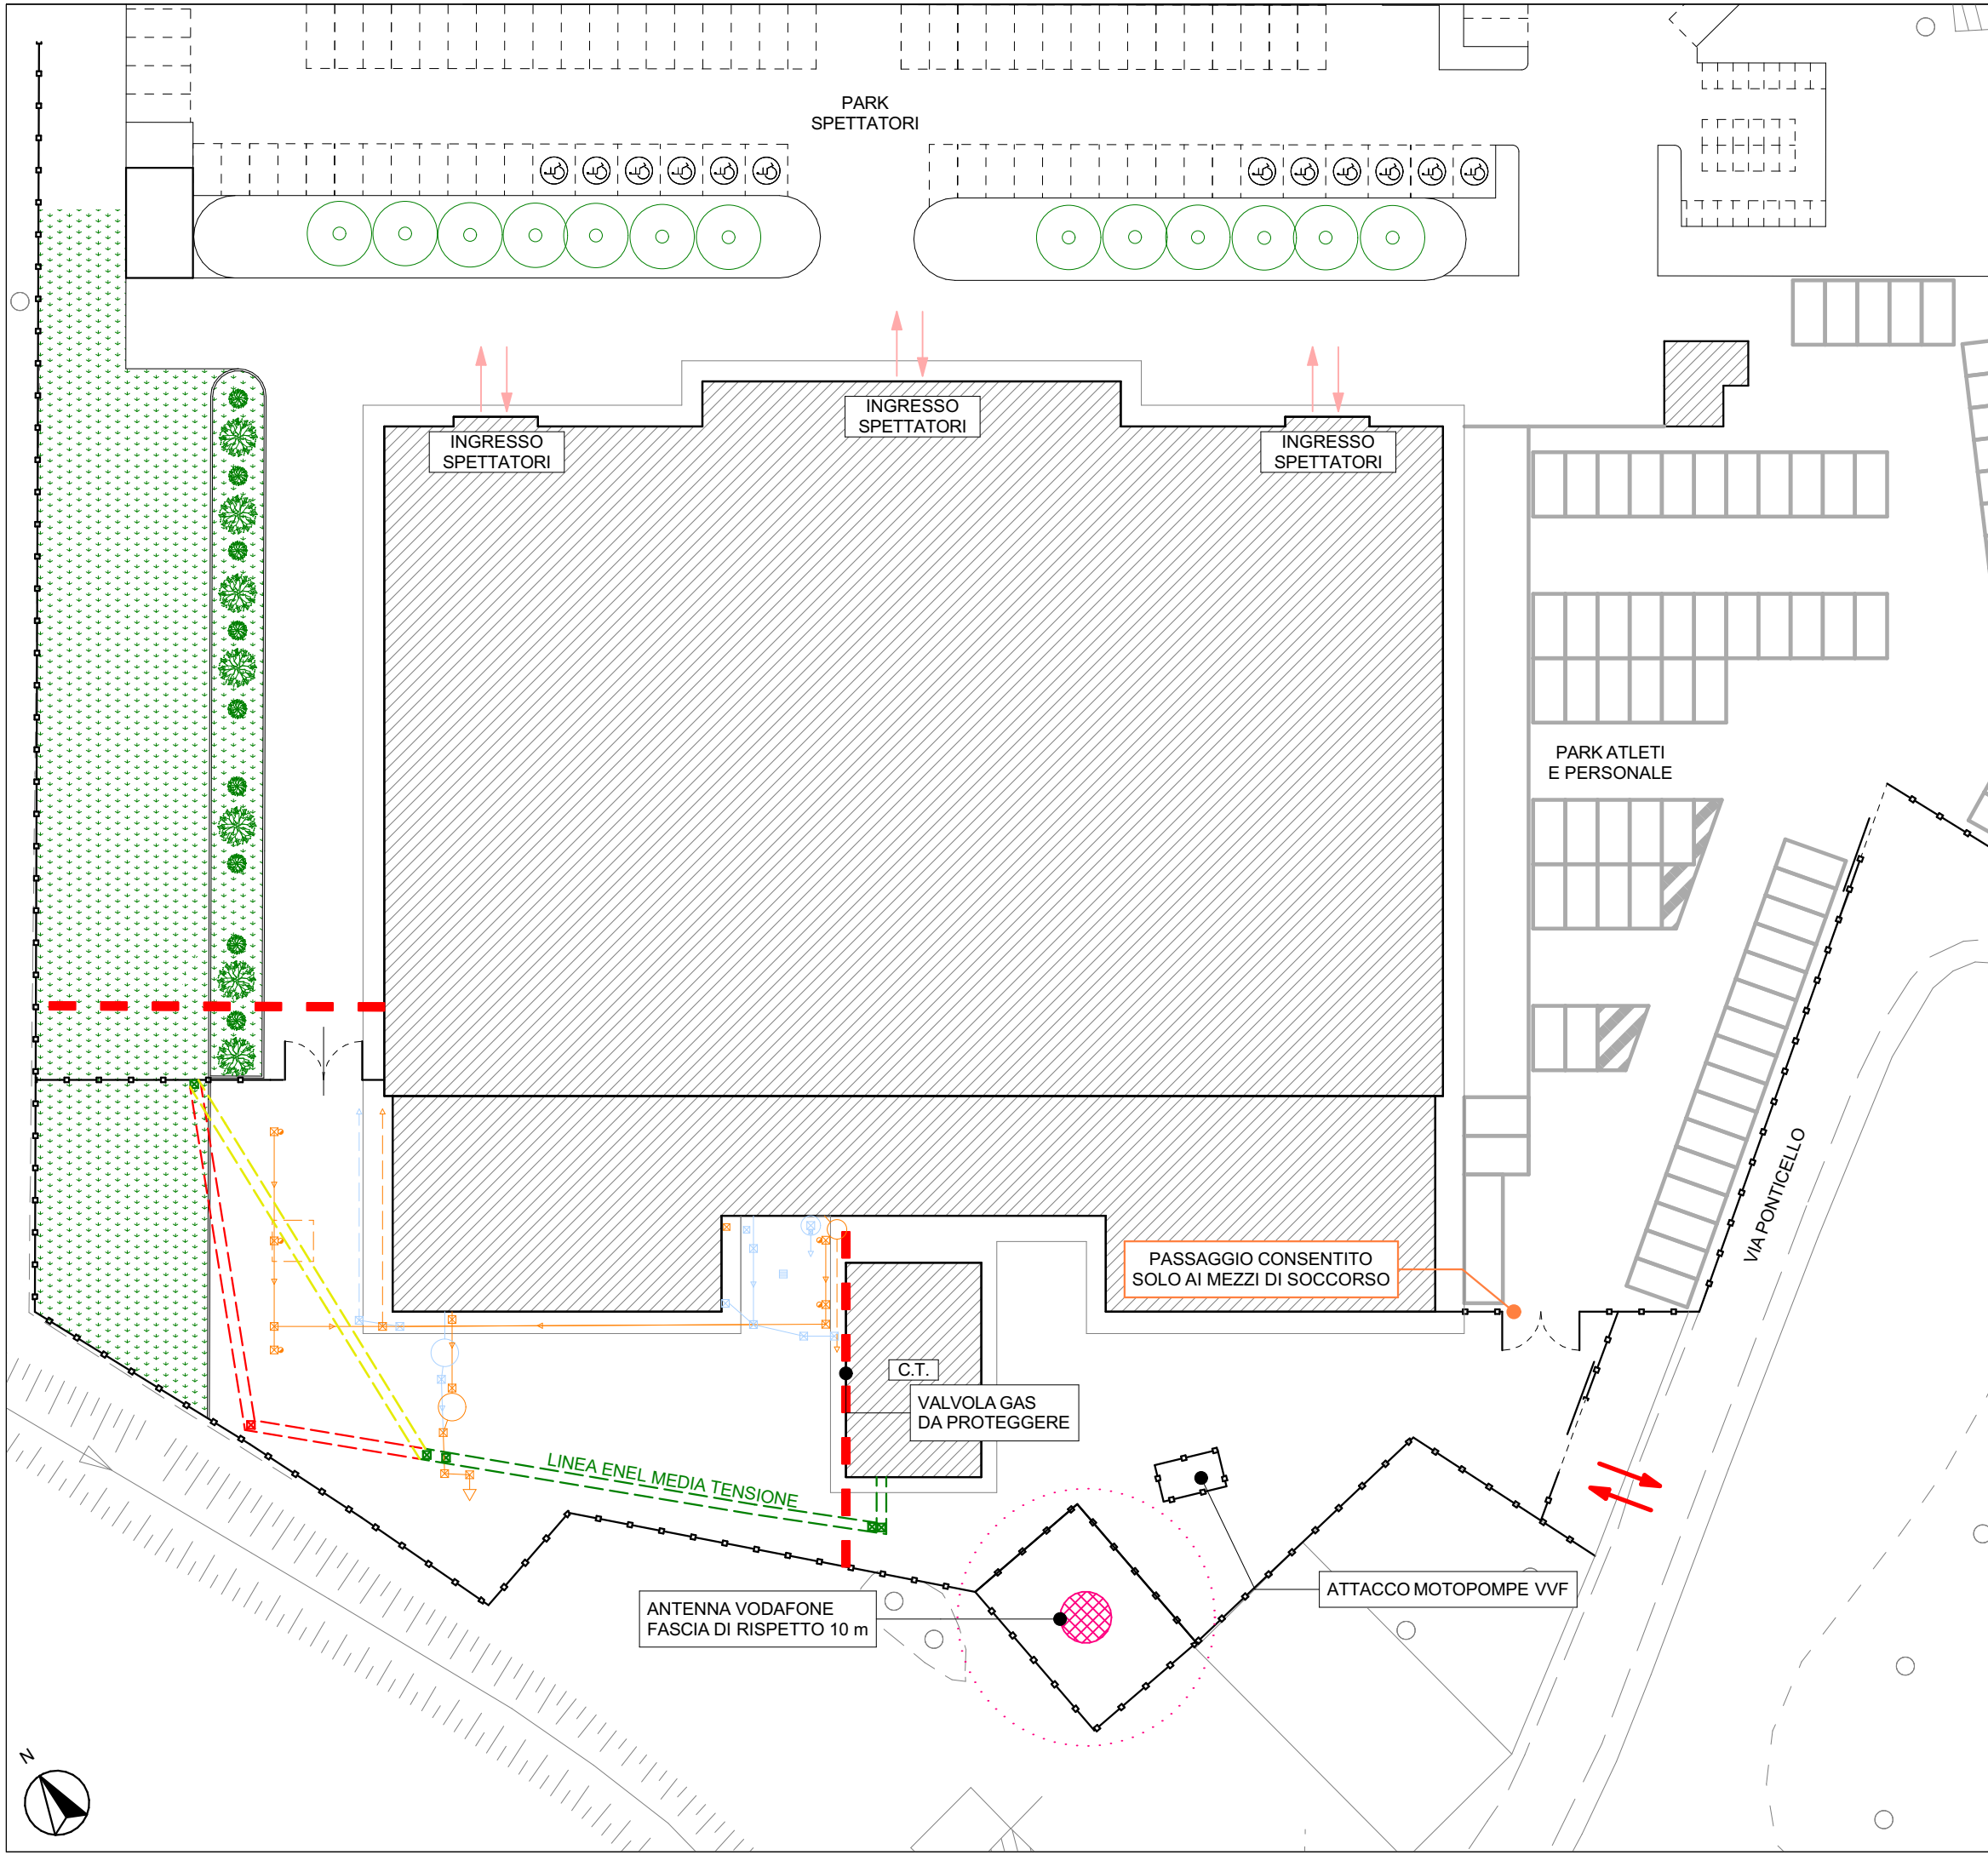 PARK
SPETTATORI
INGRESSO
SPETTATORI
INGRESSO
SPETTATORI
INGRESSO
SPETTATORI
PARK ATLETI
E PERSONALE
VIA PONTICELLO
PASSAGGIO CONSENTITO
SOLO AI MEZZI DI SOCCORSO
C.T.
VALVOLA GAS
DA PROTEGGERE
LINEA ENEL MEDIA TENSIONE
ATTACCO MOTOPOMPE VVF
ANTENNA VODAFONE
FASCIA DI RISPETTO 10 m
N